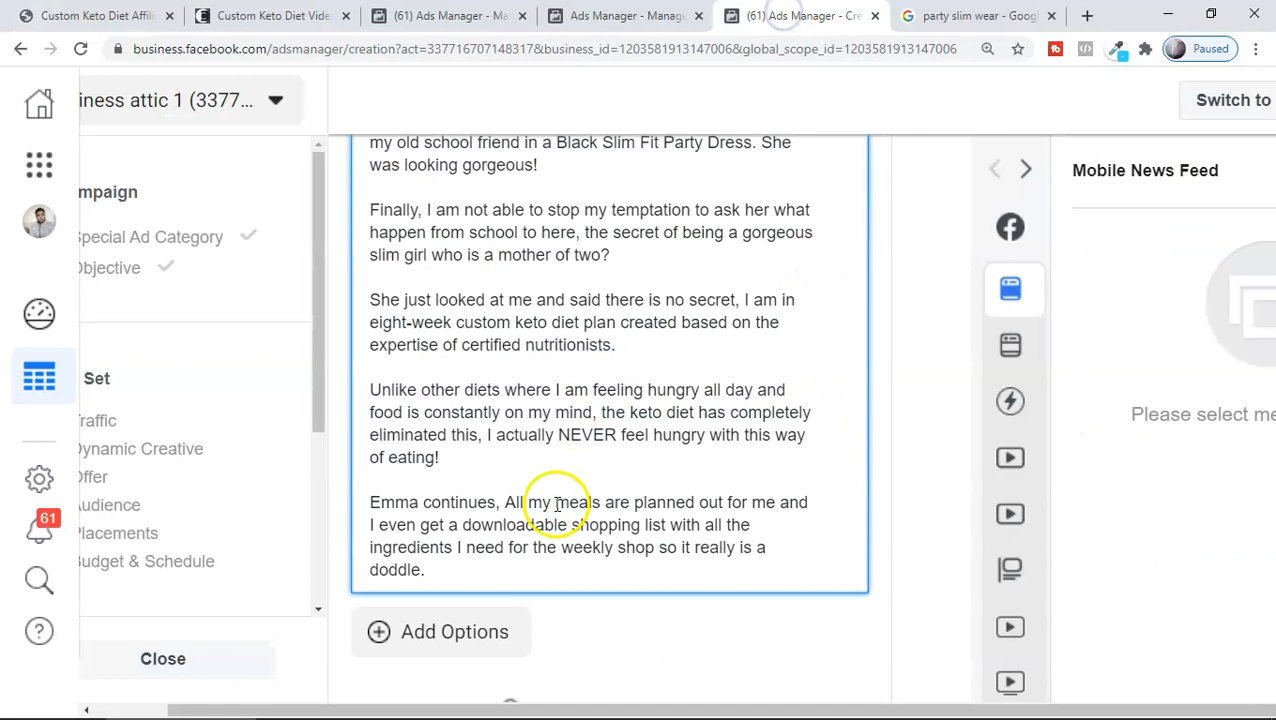 Custom Keto Diet Affili
Custom Keto Diet Vide
(61) Ads Manager - Ma
Ads Manager - Manag
(61) Ads Manager - Cre
party slim wear - Goog
business.facebook.com/adsmanager/creation?act=337716707148317&business_id=1203581913147006&global_scope_id=1203581913147006
Paused
iness attic 1 (3377...
Switch to
mpaign
Special Ad Category
Objective
Set
Traffic
Dynamic Creative
Offer
Audience
Placements
Budget & Schedule
Close
61
my old school friend in a Black Slim Fit Party Dress. She
was looking gorgeous!
Finally, I am not able to stop my temptation to ask her what
happen from school to here, the secret of being a gorgeous
slim girl who is a mother of two?
She just looked at me and said there is no secret, I am in
eight-week custom keto diet plan created based on the
expertise of certified nutritionists.
Unlike other diets where I am feeling hungry all day and
food is constantly on my mind, the keto diet has completely
eliminated this, I actually NEVER feel hungry with this way
of eating!
Emma continues, All my meals are planned out for me and
I even get a downloadable shopping list with all the
ingredients I need for the weekly shop so it really is a
doddle.
Add Options
Mobile News Feed
Please select me